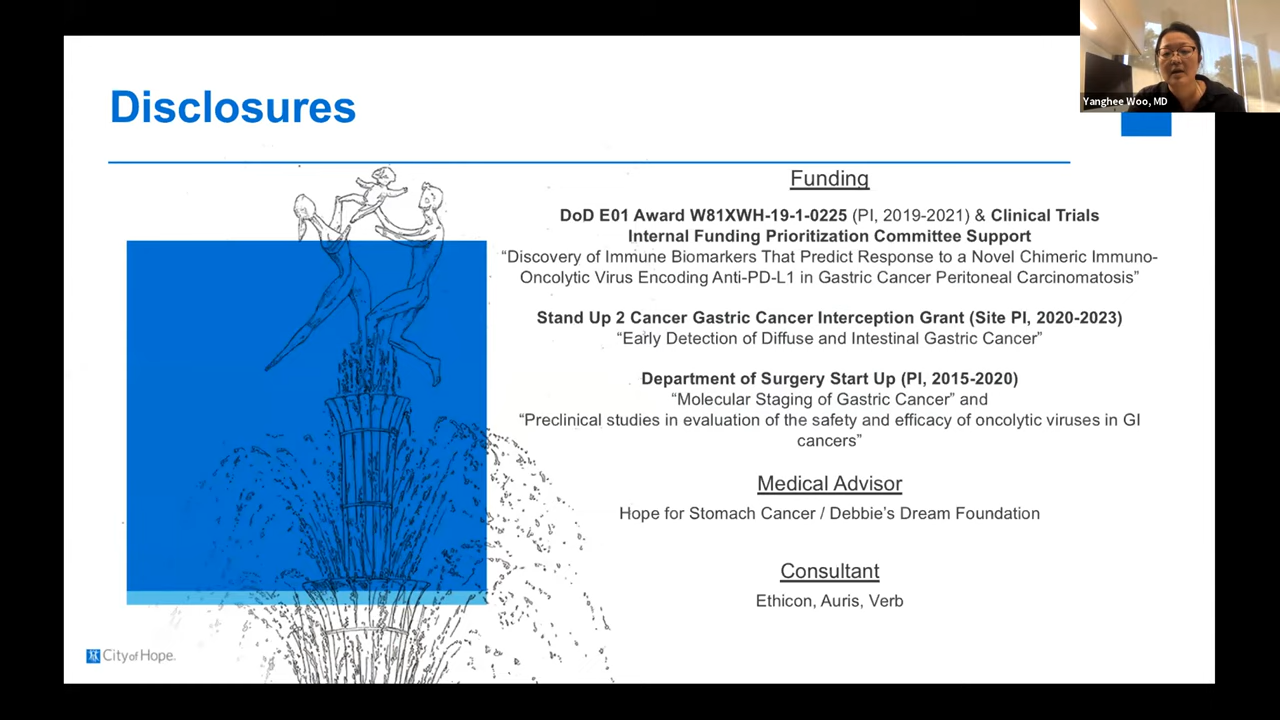 Disclosures
Yanghee Woo, MD
Funding
DoD E01 Award W81XWH-19-1-0225 (PI, 2019-2021) & Clinical Trials
Internal Funding Prioritization Committee Support
“Discovery of Immune Biomarkers That Predict Response to a Novel Chimeric Immuno-
Oncolytic Virus Encoding Anti-PD-L1 in Gastric Cancer Peritoneal Carcinomatosis”
Stand Up 2 Cancer Gastric Cancer Interception Grant (Site PI, 2020-2023)
“Early Detection of Diffuse and Intestinal Gastric Cancer”
Department of Surgery Start Up (PI, 2015-2020)
“Molecular Staging of Gastric Cancer” and
“Preclinical studies in evaluation of the safety and efficacy of oncolytic viruses in GI
cancers”
Medical Advisor
Hope for Stomach Cancer / Debbie’s Dream Foundation
Consultant
Ethicon, Auris, Verb
City of Hope.